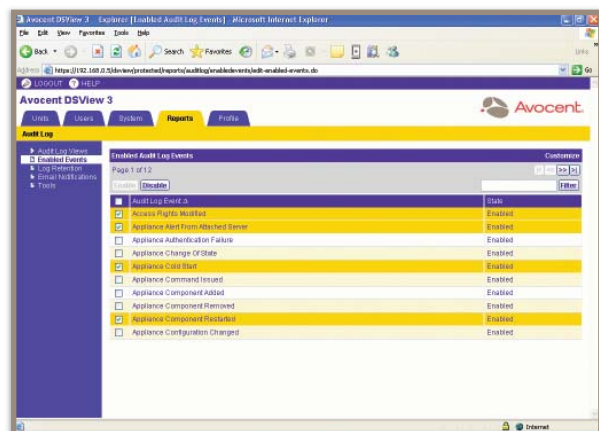 Avocent DSView 3 Explorer [Enabled Audit Log Events] - Microsoft Internet Explorer
File Edit View Favorites Tools Help
Back Search Favorites
Links
Address https://192.168.0.5/dsview/protected/reports/auditlog/enabledevents/edit-enabled-events.do Go
LOGOUT HELP
Avocent DSView 3
Avocent.
Units Users System Reports Profile
Audit Log
Audit Log Views
Enabled Events
Log Retention
Email Notifications
Tools
Enabled Audit Log Events Customize
Page 1 of 12
Enable Disable Filter
Audit Log Event State
Access Rights Modified Enabled
Appliance Alert From Attached Server Enabled
Appliance Authentication Failure Enabled
Appliance Change Of State Enabled
Appliance Cold Start Enabled
Appliance Command Issued Enabled
Appliance Component Added Enabled
Appliance Component Removed Enabled
Appliance Component Restarted Enabled
Appliance Configuration Changed Enabled
Internet